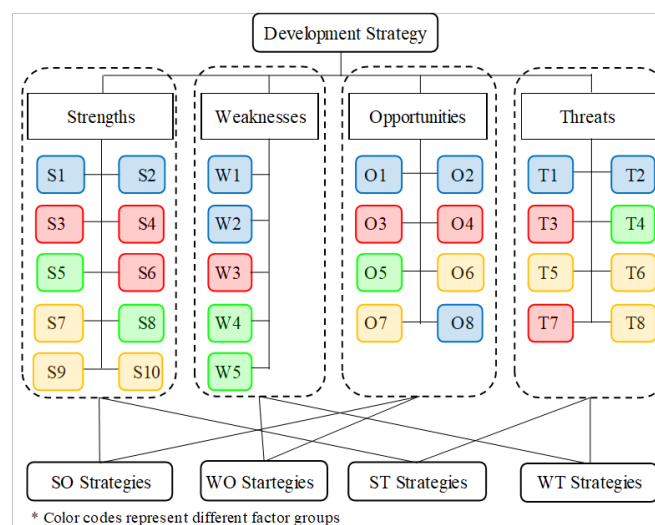 Development Strategy
Strengths Weaknesses Opportunities Threats
S1 S2 W1 O1 O2 T1 T2
S3 S4 W2 O3 O4 T3 T4
S5 S6 W3 O5 O6 T5 T6
S7 S8 W4 O7 O8 T7 T8
S9 S10 W5
SO Strategies WO Startegies ST Strategies WT Strategies
* Color codes represent different factor groups